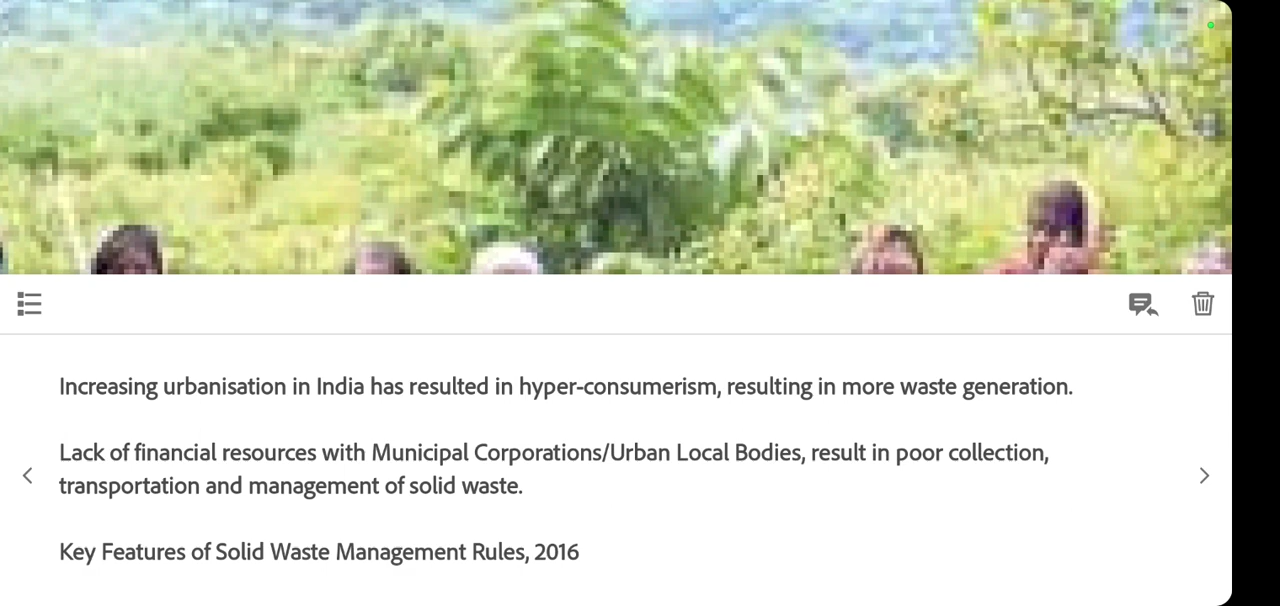 Increasing urbanisation in India has resulted in hyper-consumerism, resulting in more waste generation.
Lack of financial resources with Municipal Corporations/Urban Local Bodies, result in poor collection,
transportation and management of solid waste.
Key Features of Solid Waste Management Rules, 2016